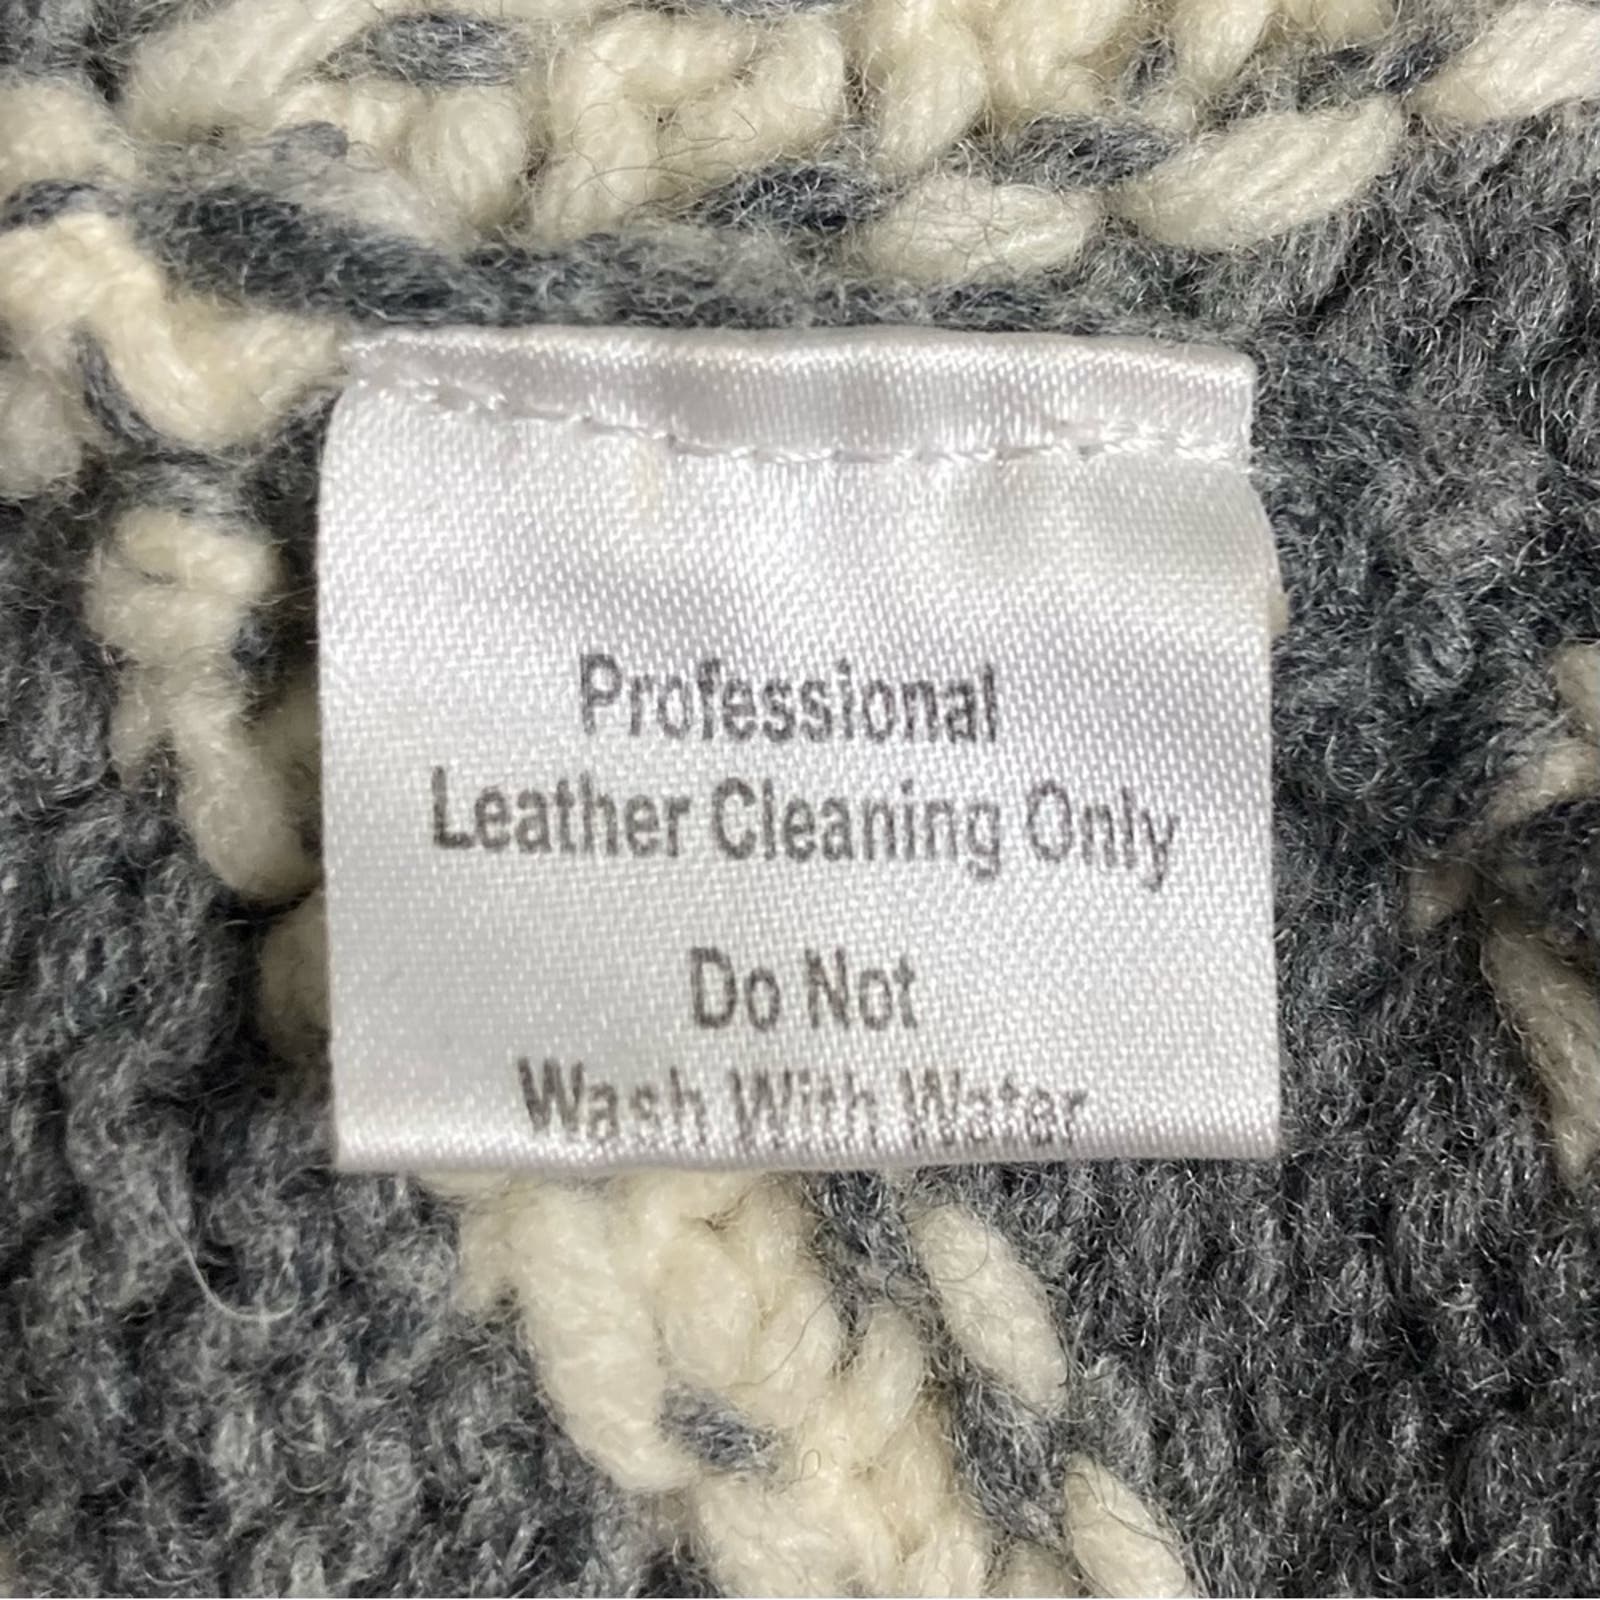 Professional
Leather Cleaning Only
Do Not
Wash With Water